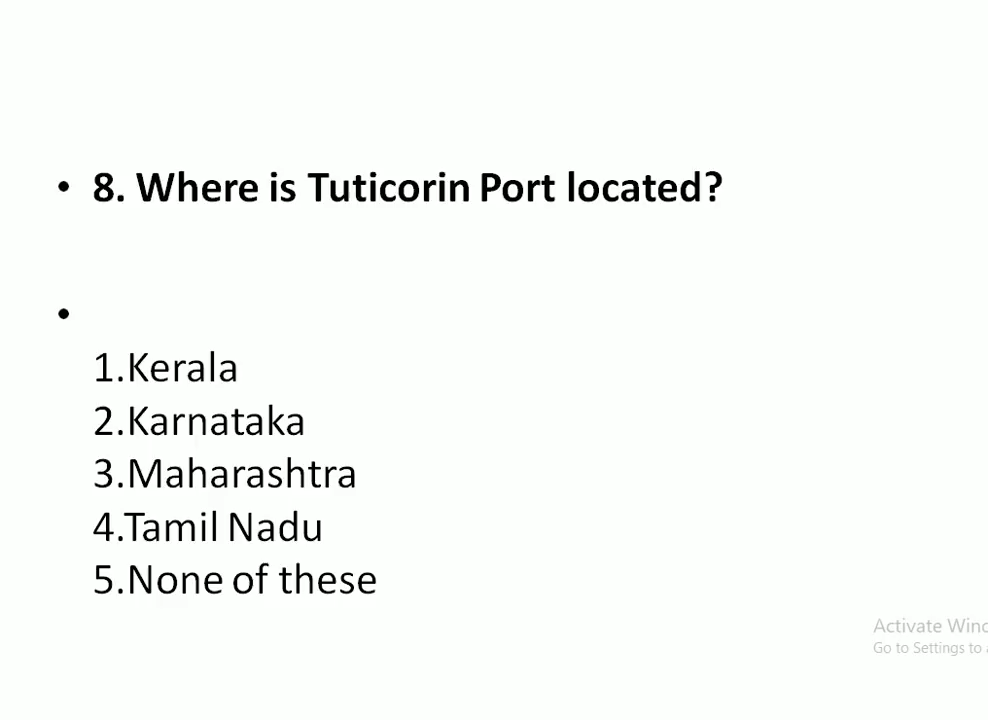 • 8. Where is Tuticorin Port located?
•
1.Kerala
2.Karnataka
3.Maharashtra
4.Tamil Nadu
5.None of these
Activate Wind
Go to Settings to